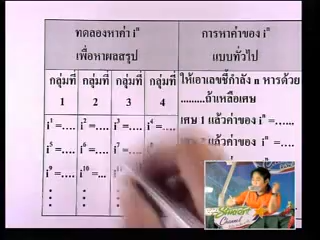 ทดลองหาค่า iⁿ
เพื่อหาผลสรุป
การหาค่าของ iⁿ
แบบทั่วไป
กลุ่มที่ 1
กลุ่มที่ 2
กลุ่มที่ 3
กลุ่มที่ 4
ให้เอาเลขชี้กำลัง n หารด้วย
.........ถ้าเหลือเศษ
i¹ =.... i² =.... i³ =.... i⁴ =....
เศษ 1 แล้วค่าของ iⁿ =......
i⁵ =.... i⁶ =.... i⁷
i⁹ =.... i¹⁰ =...
Channel